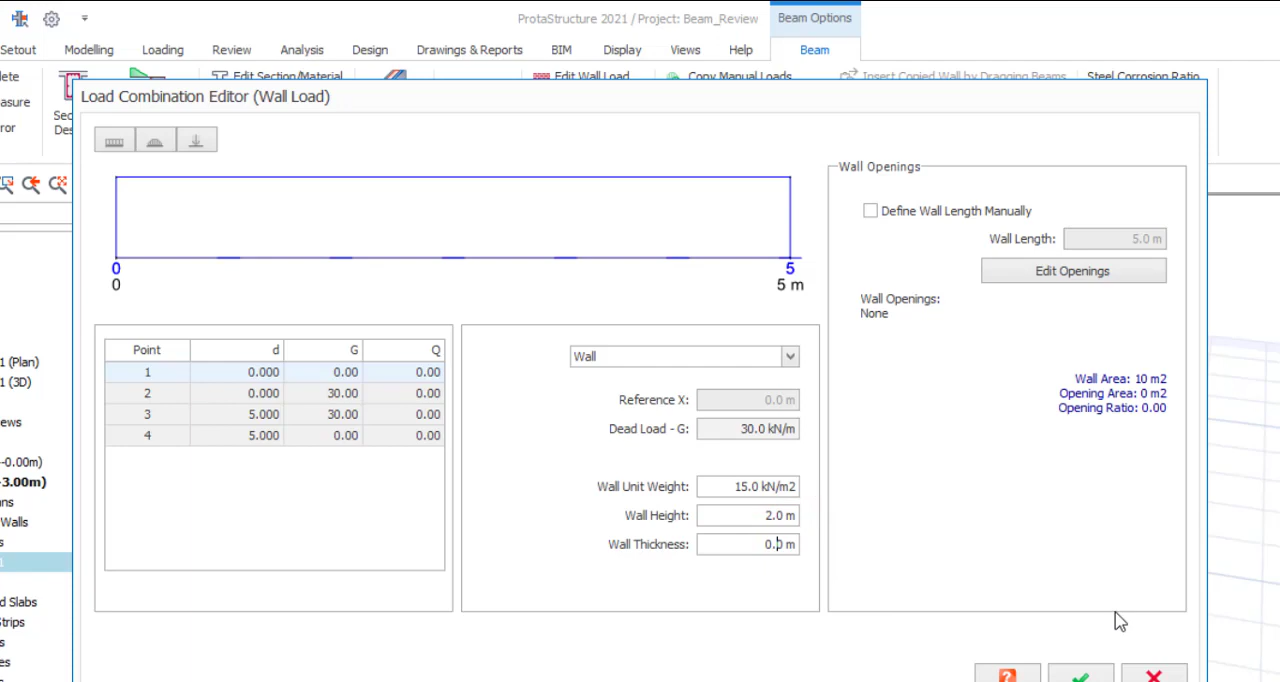 ProtaStructure 2021 / Project: Beam_Review
Beam Options
Setout Modelling Loading Review Analysis Design Drawings & Reports BIM Display Views Help Beam
lete
Edit Section/Material
Edit Wall Load
Copy Manual Loads
Insert Copied Wall by Dragging Beams
Steel Corrosion Ratio
asure
ror
Sec
Des
Load Combination Editor (Wall Load)
0
0
5
5 m
Wall Openings
Define Wall Length Manually
Wall Length: 5.0 m
Edit Openings
Wall Openings:
None
Wall Area: 10 m2
Opening Area: 0 m2
Opening Ratio: 0.00
Point d G Q
1 0.000 0.00 0.00
2 0.000 30.00 0.00
3 5.000 30.00 0.00
4 5.000 0.00 0.00
Wall
Reference X: 0.0 m
Dead Load - G: 30.0 kN/m
Wall Unit Weight: 15.0 kN/m2
Wall Height: 2.0 m
Wall Thickness: 0.0 m
1 (Plan)
1 (3D)
ews
-0.00m)
-3.00m)
ns
Walls
s
d Slabs
Strips
s
es
s